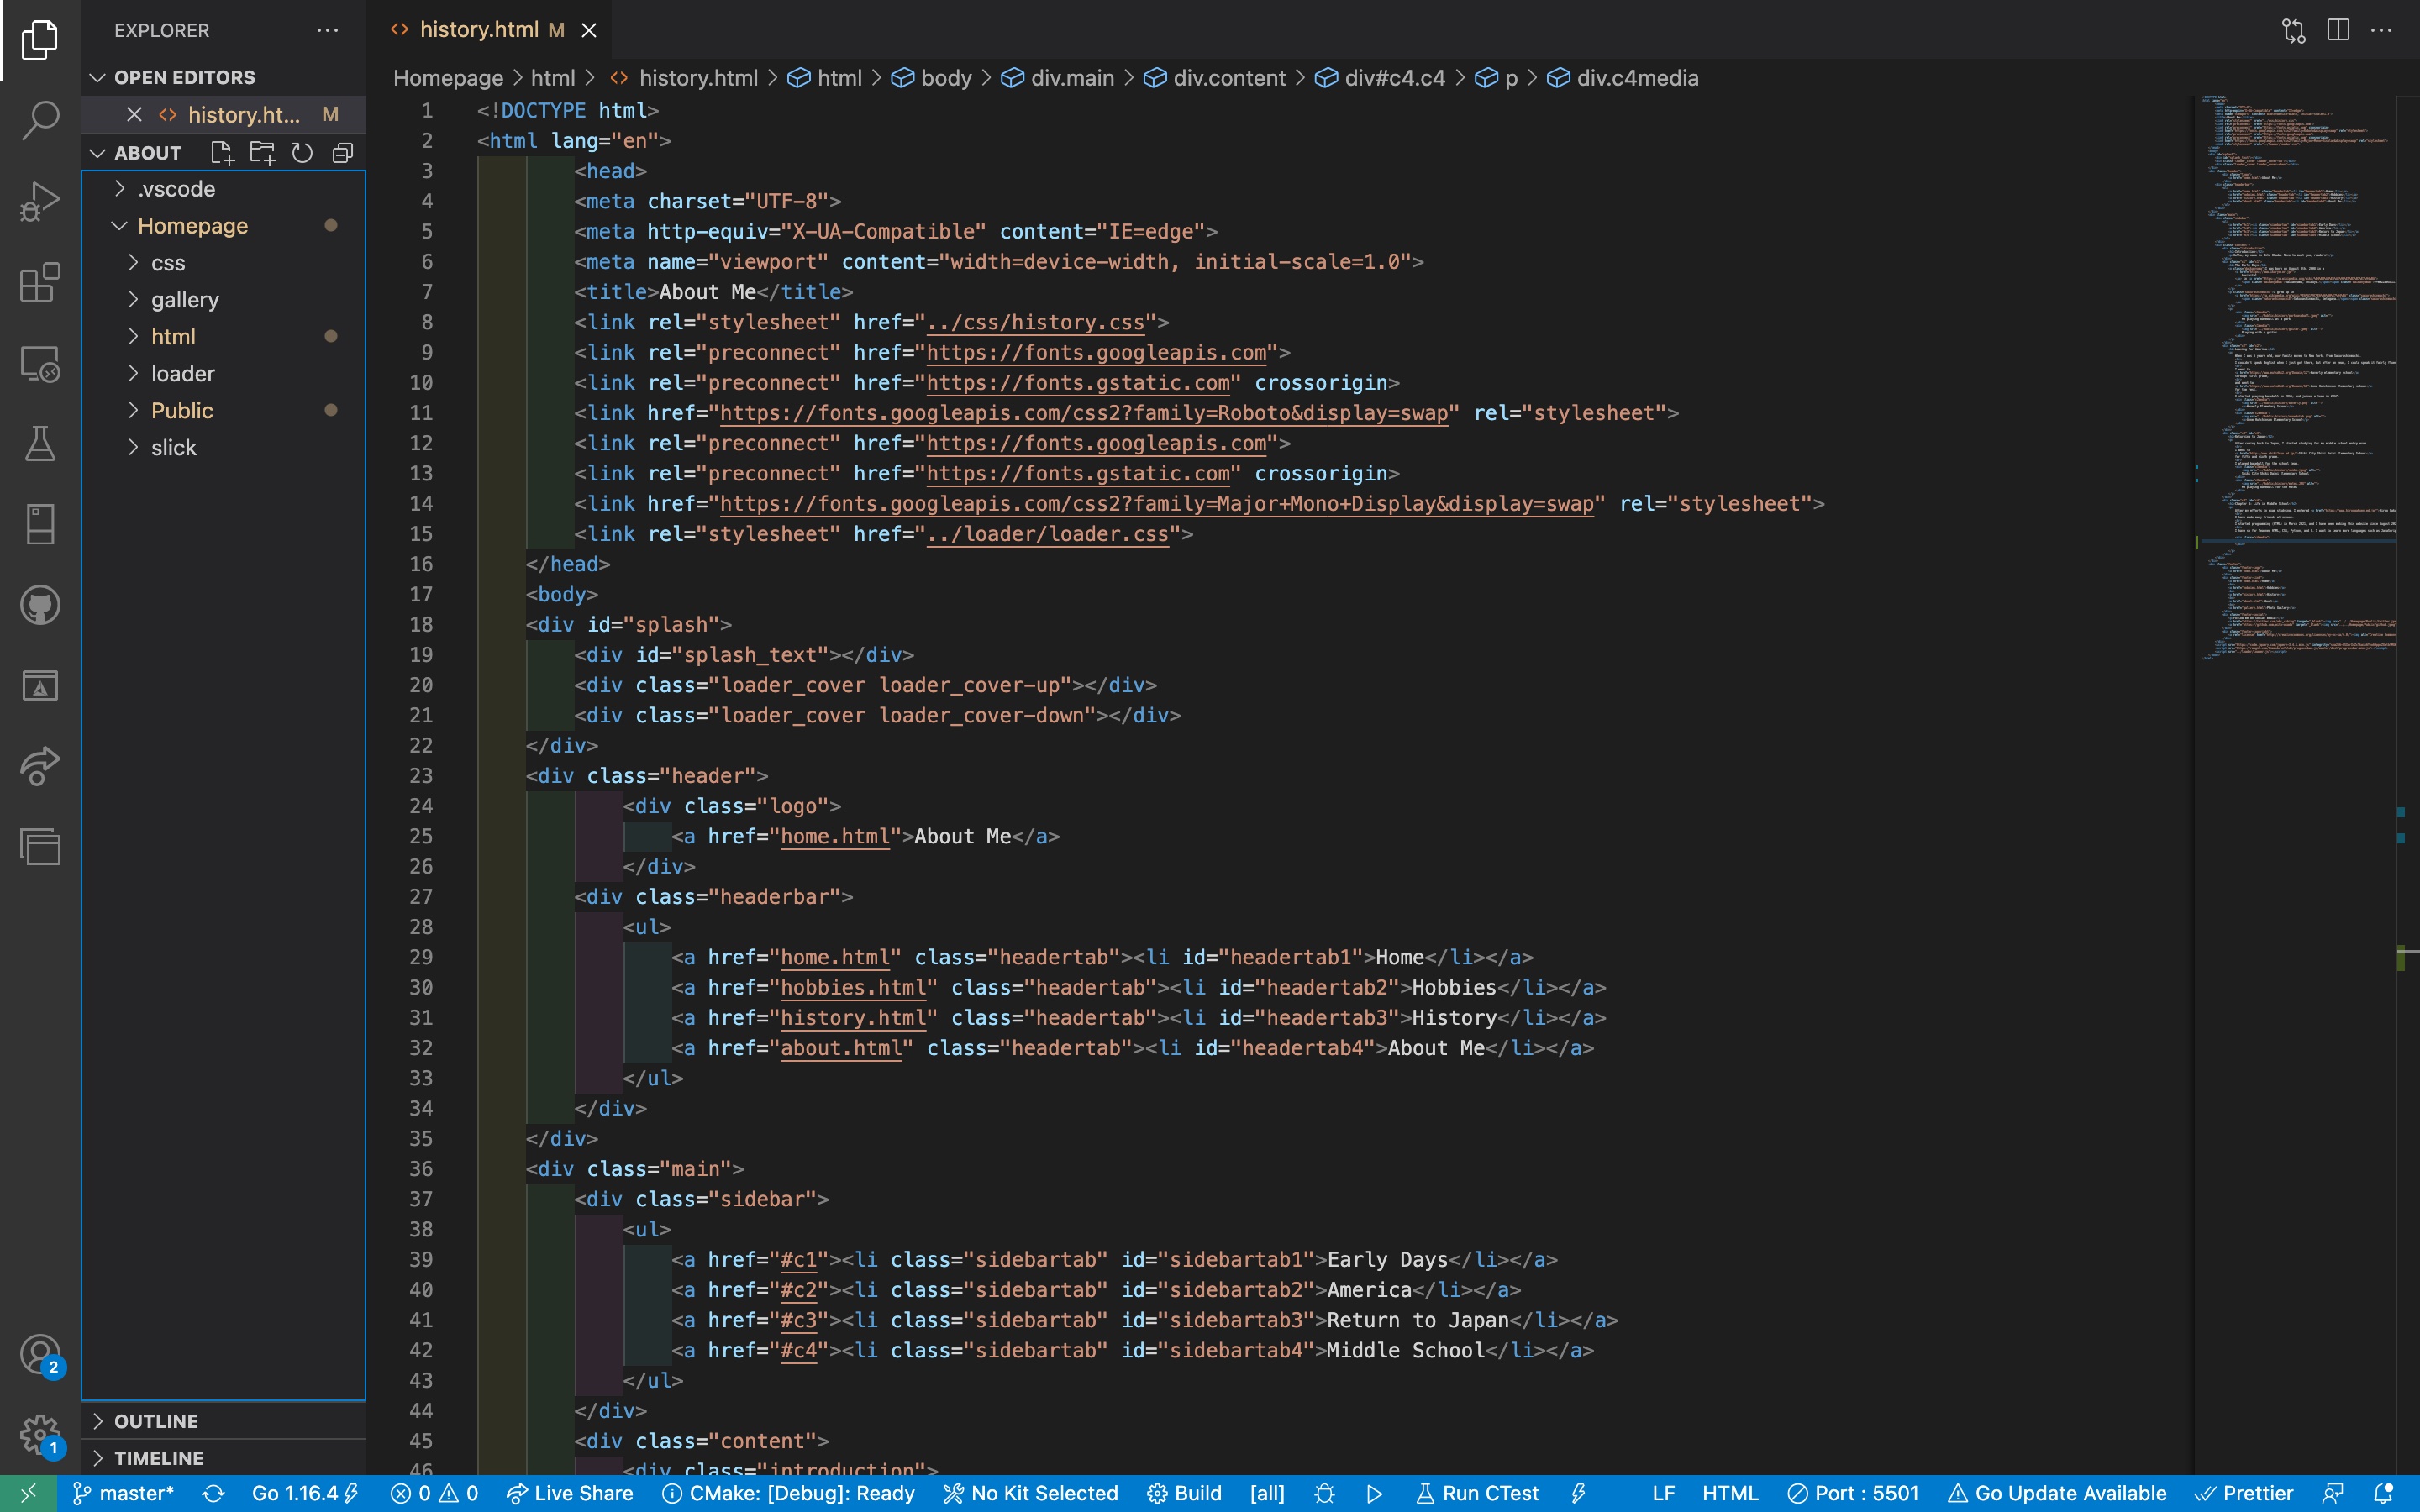 EXPLORER
OPEN EDITORS
history.ht... M
ABOUT
.vscode
Homepage
css
gallery
html
loader
Public
slick
OUTLINE
TIMELINE
2
1
history.html M
Homepage > html > history.html > html > body > div.main > div.content > div#c4.c4 > p > div.c4media
1 <!DOCTYPE html>
2 <html lang="en">
3 <head>
4 <meta charset="UTF-8">
5 <meta http-equiv="X-UA-Compatible" content="IE=edge">
6 <meta name="viewport" content="width=device-width, initial-scale=1.0">
7 <title>About Me</title>
8 <link rel="stylesheet" href="../css/history.css">
9 <link rel="preconnect" href="https://fonts.googleapis.com">
10 <link rel="preconnect" href="https://fonts.gstatic.com" crossorigin>
11 <link href="https://fonts.googleapis.com/css2?family=Roboto&display=swap" rel="stylesheet">
12 <link rel="preconnect" href="https://fonts.googleapis.com">
13 <link rel="preconnect" href="https://fonts.gstatic.com" crossorigin>
14 <link href="https://fonts.googleapis.com/css2?family=Major+Mono+Display&display=swap" rel="stylesheet">
15 <link rel="stylesheet" href="../loader/loader.css">
16 </head>
17 <body>
18 <div id="splash">
19 <div id="splash_text"></div>
20 <div class="loader_cover loader_cover-up"></div>
21 <div class="loader_cover loader_cover-down"></div>
22 </div>
23 <div class="header">
24 <div class="logo">
25 <a href="home.html">About Me</a>
26 </div>
27 <div class="headerbar">
28 <ul>
29 <a href="home.html" class="headertab"><li id="headertab1">Home</li></a>
30 <a href="hobbies.html" class="headertab"><li id="headertab2">Hobbies</li></a>
31 <a href="history.html" class="headertab"><li id="headertab3">History</li></a>
32 <a href="about.html" class="headertab"><li id="headertab4">About Me</li></a>
33 </ul>
34 </div>
35 </div>
36 <div class="main">
37 <div class="sidebar">
38 <ul>
39 <a href="#c1"><li class="sidebartab" id="sidebartab1">Early Days</li></a>
40 <a href="#c2"><li class="sidebartab" id="sidebartab2">America</li></a>
41 <a href="#c3"><li class="sidebartab" id="sidebartab3">Return to Japan</li></a>
42 <a href="#c4"><li class="sidebartab" id="sidebartab4">Middle School</li></a>
43 </ul>
44 </div>
45 <div class="content">
46 <div class="introduction">
master* Go 1.16.4 0 0 Live Share CMake: [Debug]: Ready No Kit Selected Build [all] Run CTest LF HTML Port : 5501 Go Update Available Prettier